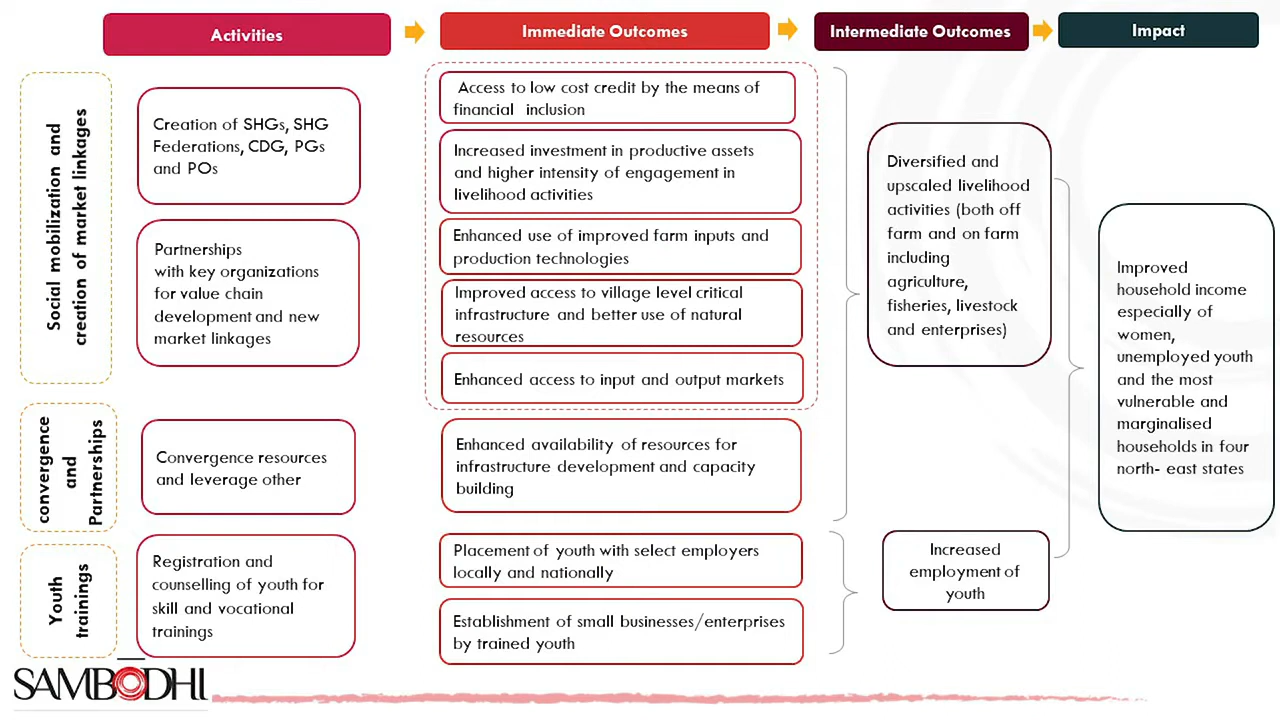 Activities
Immediate Outcomes
Intermediate Outcomes
Impact
Social mobilization and
creation of market linkages
Creation of SHGs, SHG
Federations, CDG, PGs
and POs
Partnerships
with key organizations
for value chain
development and new
market linkages
Access to low cost credit by the means of
financial inclusion
Increased investment in productive assets
and higher intensity of engagement in
livelihood activities
Enhanced use of improved farm inputs and
production technologies
Improved access to village level critical
infrastructure and better use of natural
resources
Enhanced access to input and output markets
Diversified and
upscaled livelihood
activities (both off
farm and on farm
including
agriculture,
fisheries, livestock
and enterprises)
Improved
household income
especially of
women,
unemployed youth
and the most
vulnerable and
marginalised
households in four
north- east states
convergence
and
Partnerships
Convergence resources
and leverage other
Enhanced availability of resources for
infrastructure development and capacity
building
Youth
trainings
Registration and
counselling of youth for
skill and vocational
trainings
Placement of youth with select employers
locally and nationally
Establishment of small businesses/enterprises
by trained youth
Increased
employment of
youth
SAMBODHI